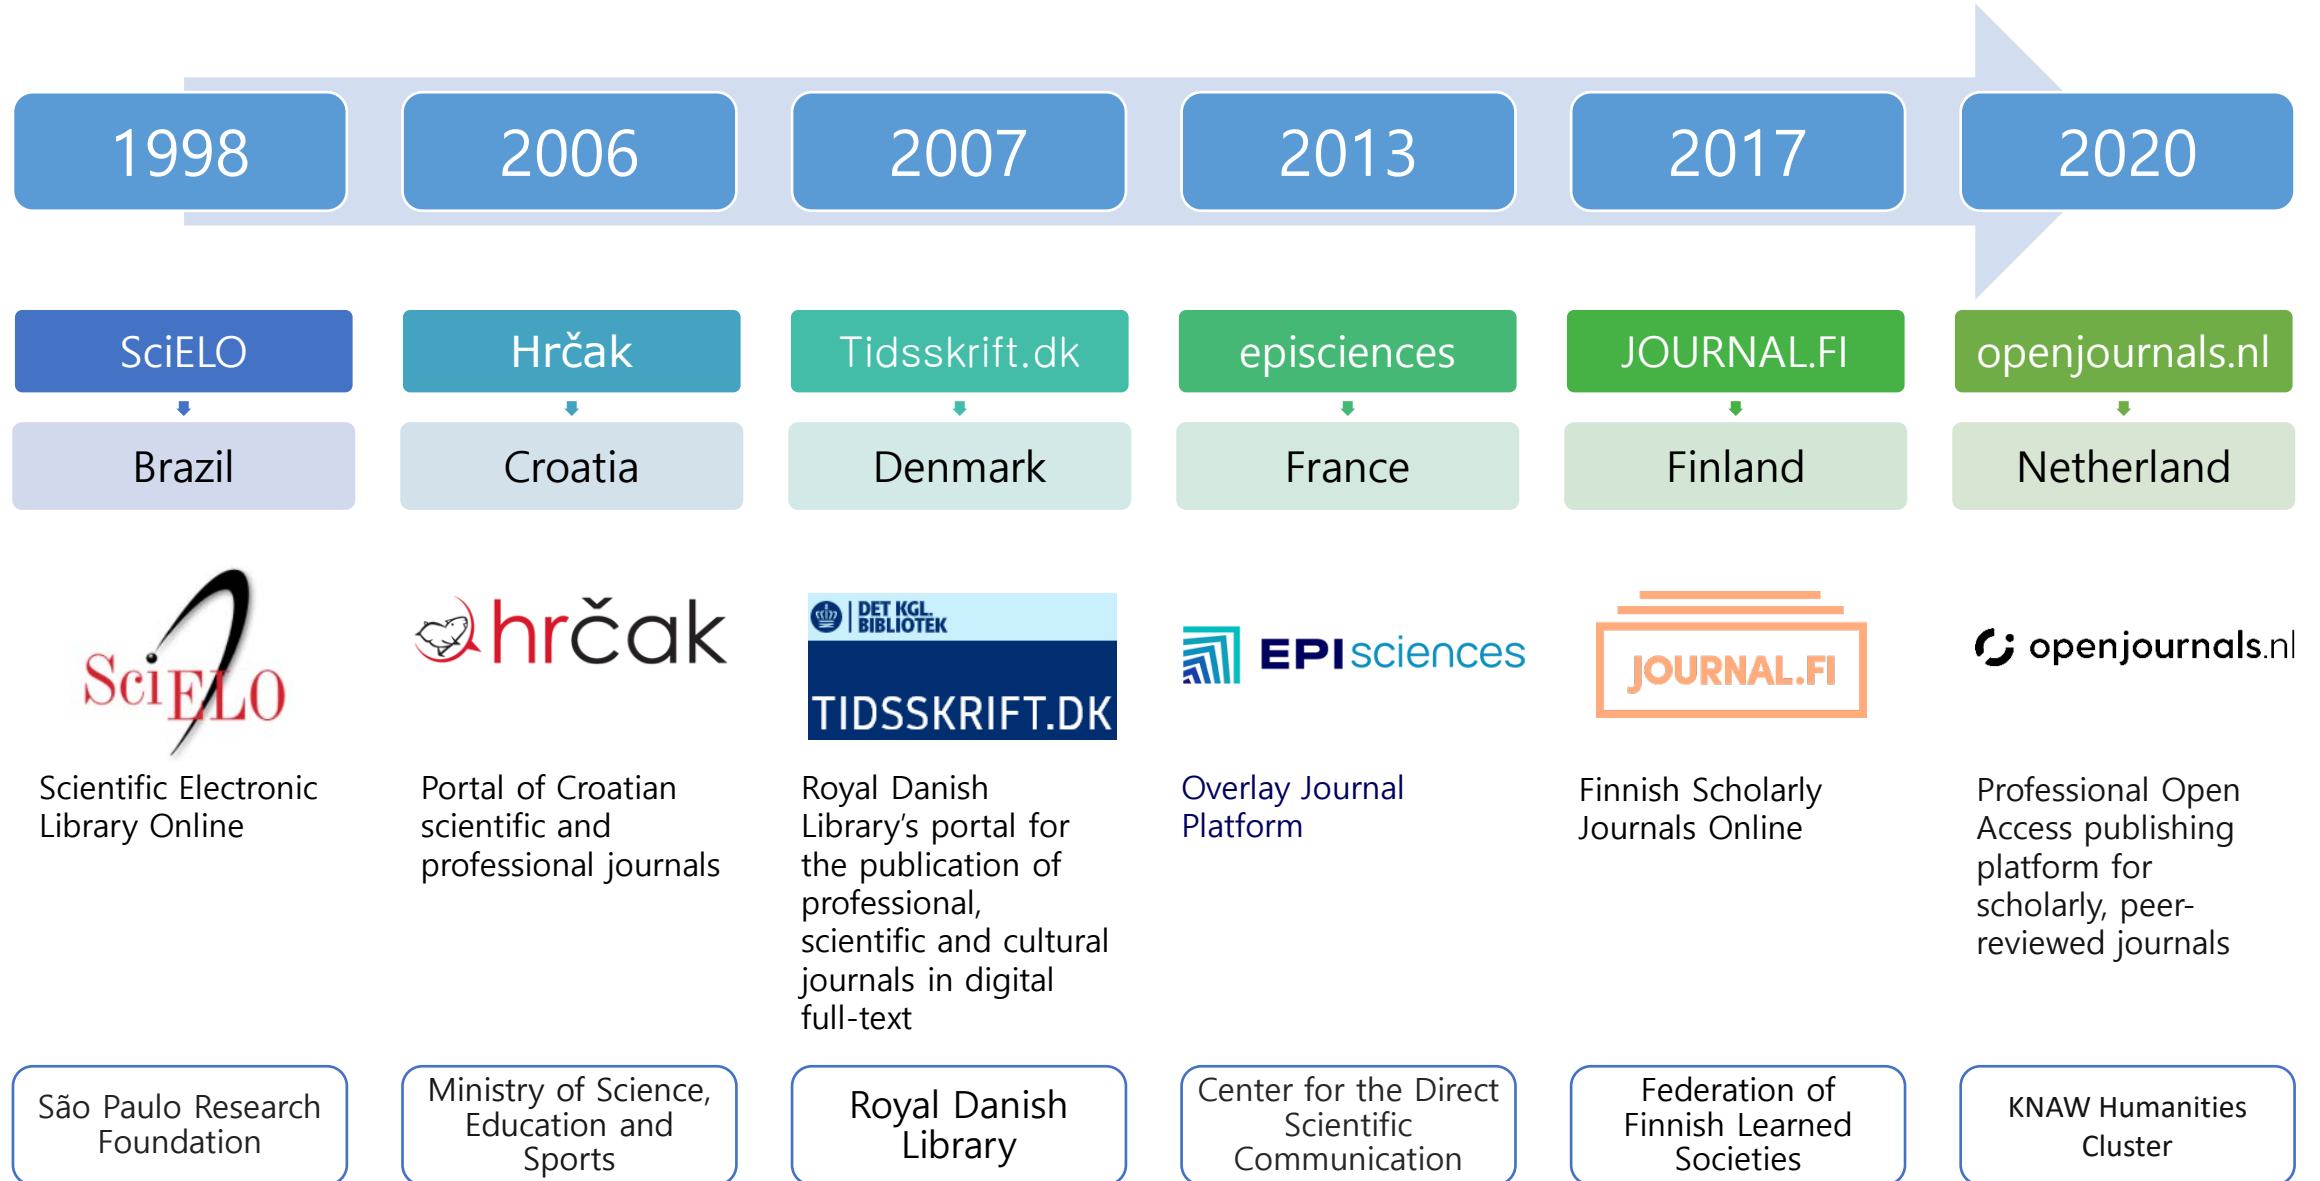 1998
2006
2007
2013
2017
2020
SciELO
Hrčak
Tidsskrift.dk
episciences
JOURNAL.FI
openjournals.nl
Brazil
Croatia
Denmark
France
Finland
Netherland
SciELO
hrčak
DET KGL.
BIBLIOTEK
TIDSSKRIFT.DK
EPIsciences
JOURNAL.FI
openjournals.nl
Scientific Electronic
Library Online
Portal of Croatian
scientific and
professional journals
Royal Danish
Library’s portal for
the publication of
professional,
scientific and cultural
journals in digital
full-text
Overlay Journal
Platform
Finnish Scholarly
Journals Online
Professional Open
Access publishing
platform for
scholarly, peer-
reviewed journals
São Paulo Research
Foundation
Ministry of Science,
Education and
Sports
Royal Danish
Library
Center for the Direct
Scientific
Communication
Federation of
Finnish Learned
Societies
KNAW Humanities
Cluster